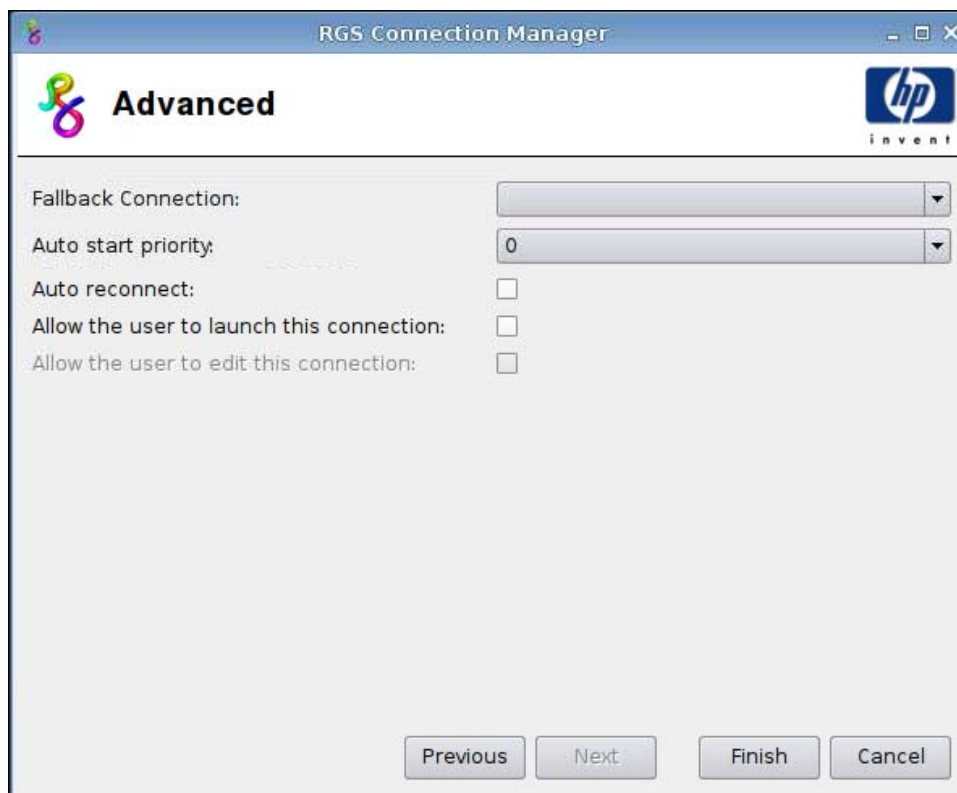 RGS Connection Manager
Advanced
hp
invent
Fallback Connection:
Auto start priority:
0
Auto reconnect:
Allow the user to launch this connection:
Allow the user to edit this connection:
Previous
Next
Finish
Cancel